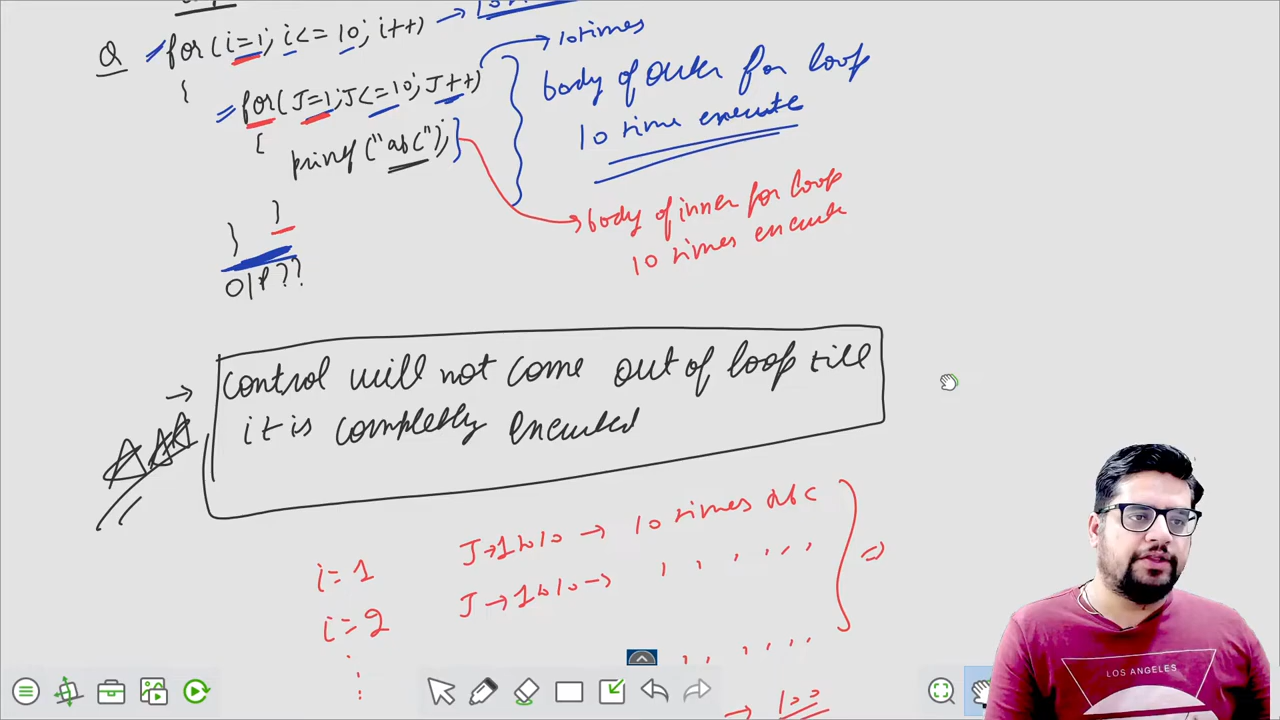 Q for(i=1; i<=10; i++) →
{
for(J=1;J<=10; J++) → 10times
{
printf("abc");
}
}
O/P??
body of outer for loop
10 time execute
body of inner for loop
10 times execute
→ control will not come out of loop till
it is completly executed
i=1 J→1 to 10 → 10 times abc
i=2 J→1 to 10 → , , , , , ,
, , , , , ,
→ 100
LOS ANGELES